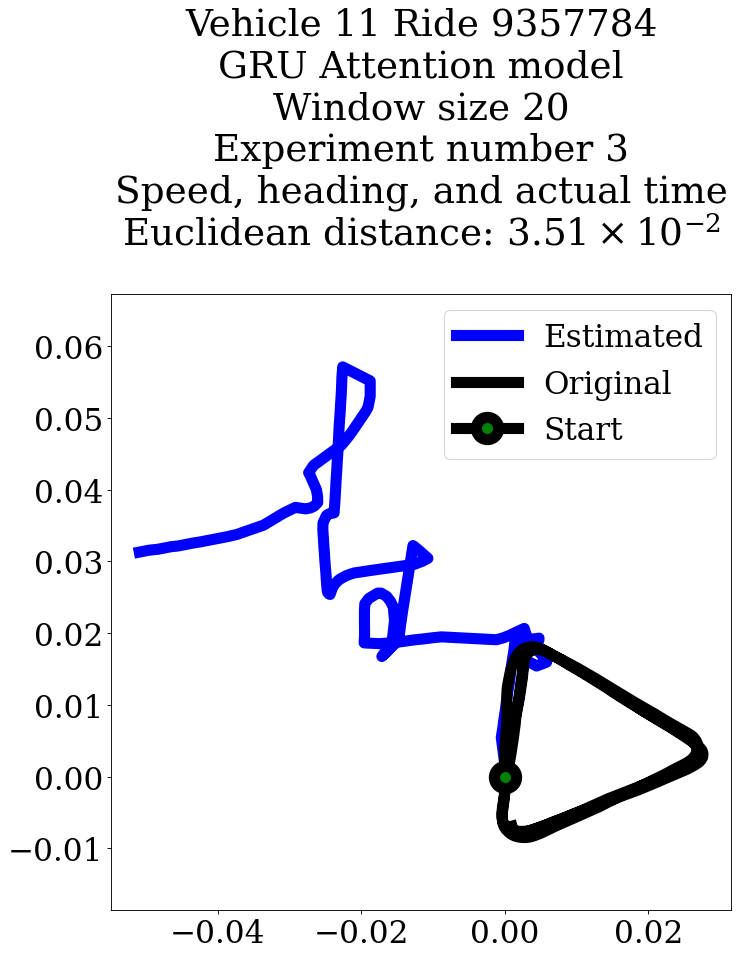 Vehicle 11 Ride 9357784
GRU Attention model
Window size 20
Experiment number 3
Speed, heading, and actual time
Euclidean distance: 3.51 × 10⁻²
Estimated
Original
Start
0.06
0.05
0.04
0.03
0.02
0.01
0.00
−0.01
−0.04 −0.02 0.00 0.02